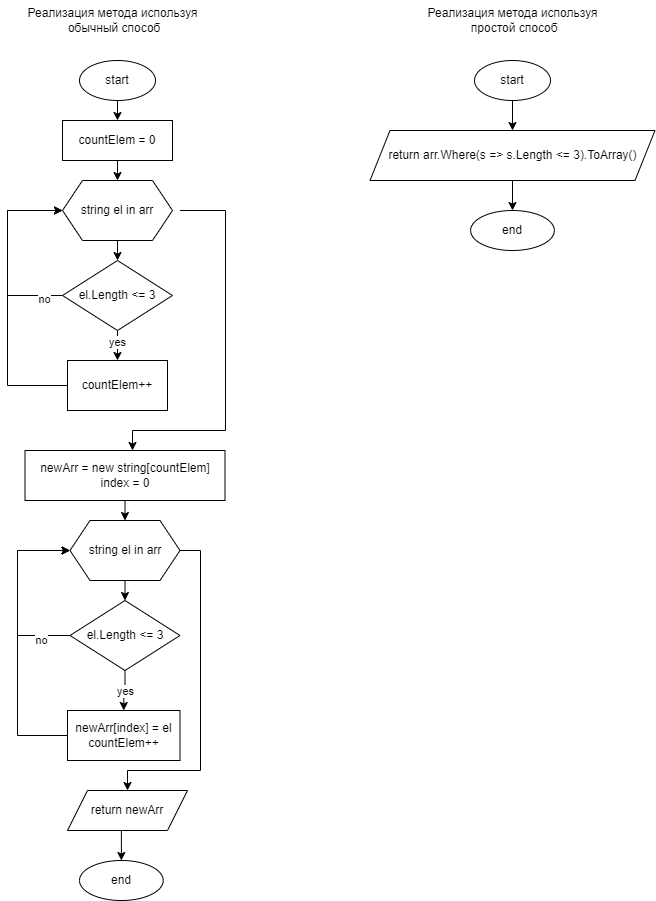 Реализация метода используя
обычный способ
start
countElem = 0
string el in arr
el.Length <= 3
no
yes
countElem++
newArr = new string[countElem]
index = 0
string el in arr
el.Length <= 3
no
yes
newArr[index] = el
countElem++
return newArr
end
Реализация метода используя
простой способ
start
return arr.Where(s => s.Length <= 3).ToArray()
end